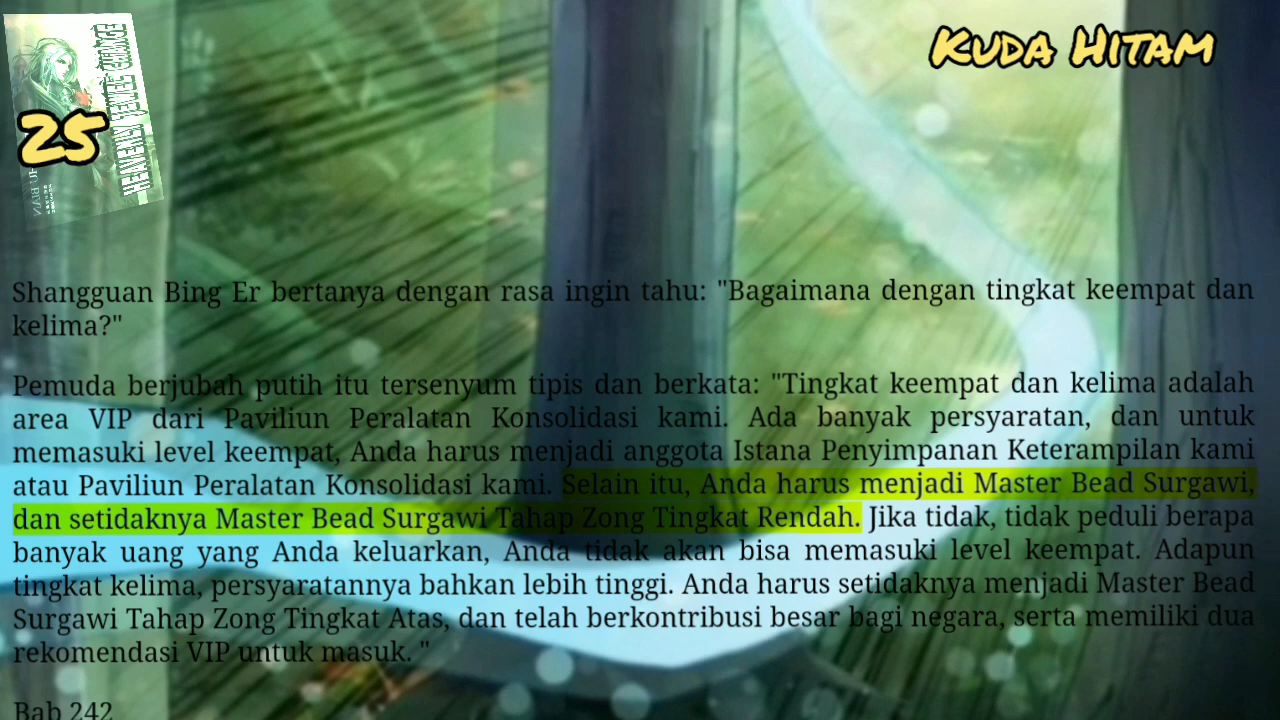 Kuda Hitam
25
HEAVENLY JEWEL CHANGE
Shangguan Bing Er bertanya dengan rasa ingin tahu: "Bagaimana dengan tingkat keempat dan
kelima?"
Pemuda berjubah putih itu tersenyum tipis dan berkata: "Tingkat keempat dan kelima adalah
area VIP dari Paviliun Peralatan Konsolidasi kami. Ada banyak persyaratan, dan untuk
memasuki level keempat, Anda harus menjadi anggota Istana Penyimpanan Keterampilan kami
atau Paviliun Peralatan Konsolidasi kami. Selain itu, Anda harus menjadi Master Bead Surgawi,
dan setidaknya Master Bead Surgawi Tahap Zong Tingkat Rendah. Jika tidak, tidak peduli berapa
banyak uang yang Anda keluarkan, Anda tidak akan bisa memasuki level keempat. Adapun
tingkat kelima, persyaratannya bahkan lebih tinggi. Anda harus setidaknya menjadi Master Bead
Surgawi Tahap Zong Tingkat Atas, dan telah berkontribusi besar bagi negara, serta memiliki dua
rekomendasi VIP untuk masuk. "
Bab 242